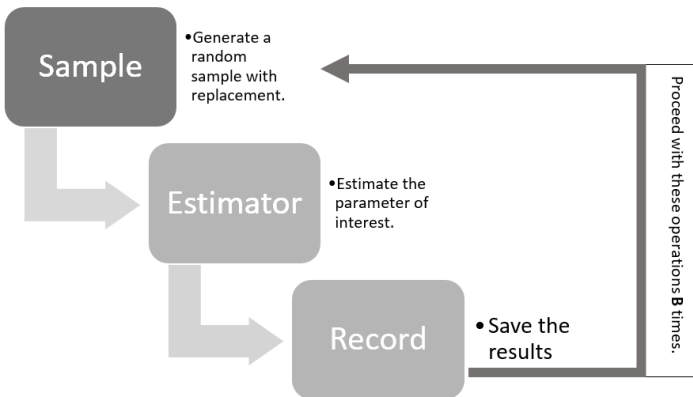 Sample
•Generate a
random
sample with
replacement.
Estimator
•Estimate the
parameter of
interest.
Record
•Save the
results
Proceed with these operations B times.